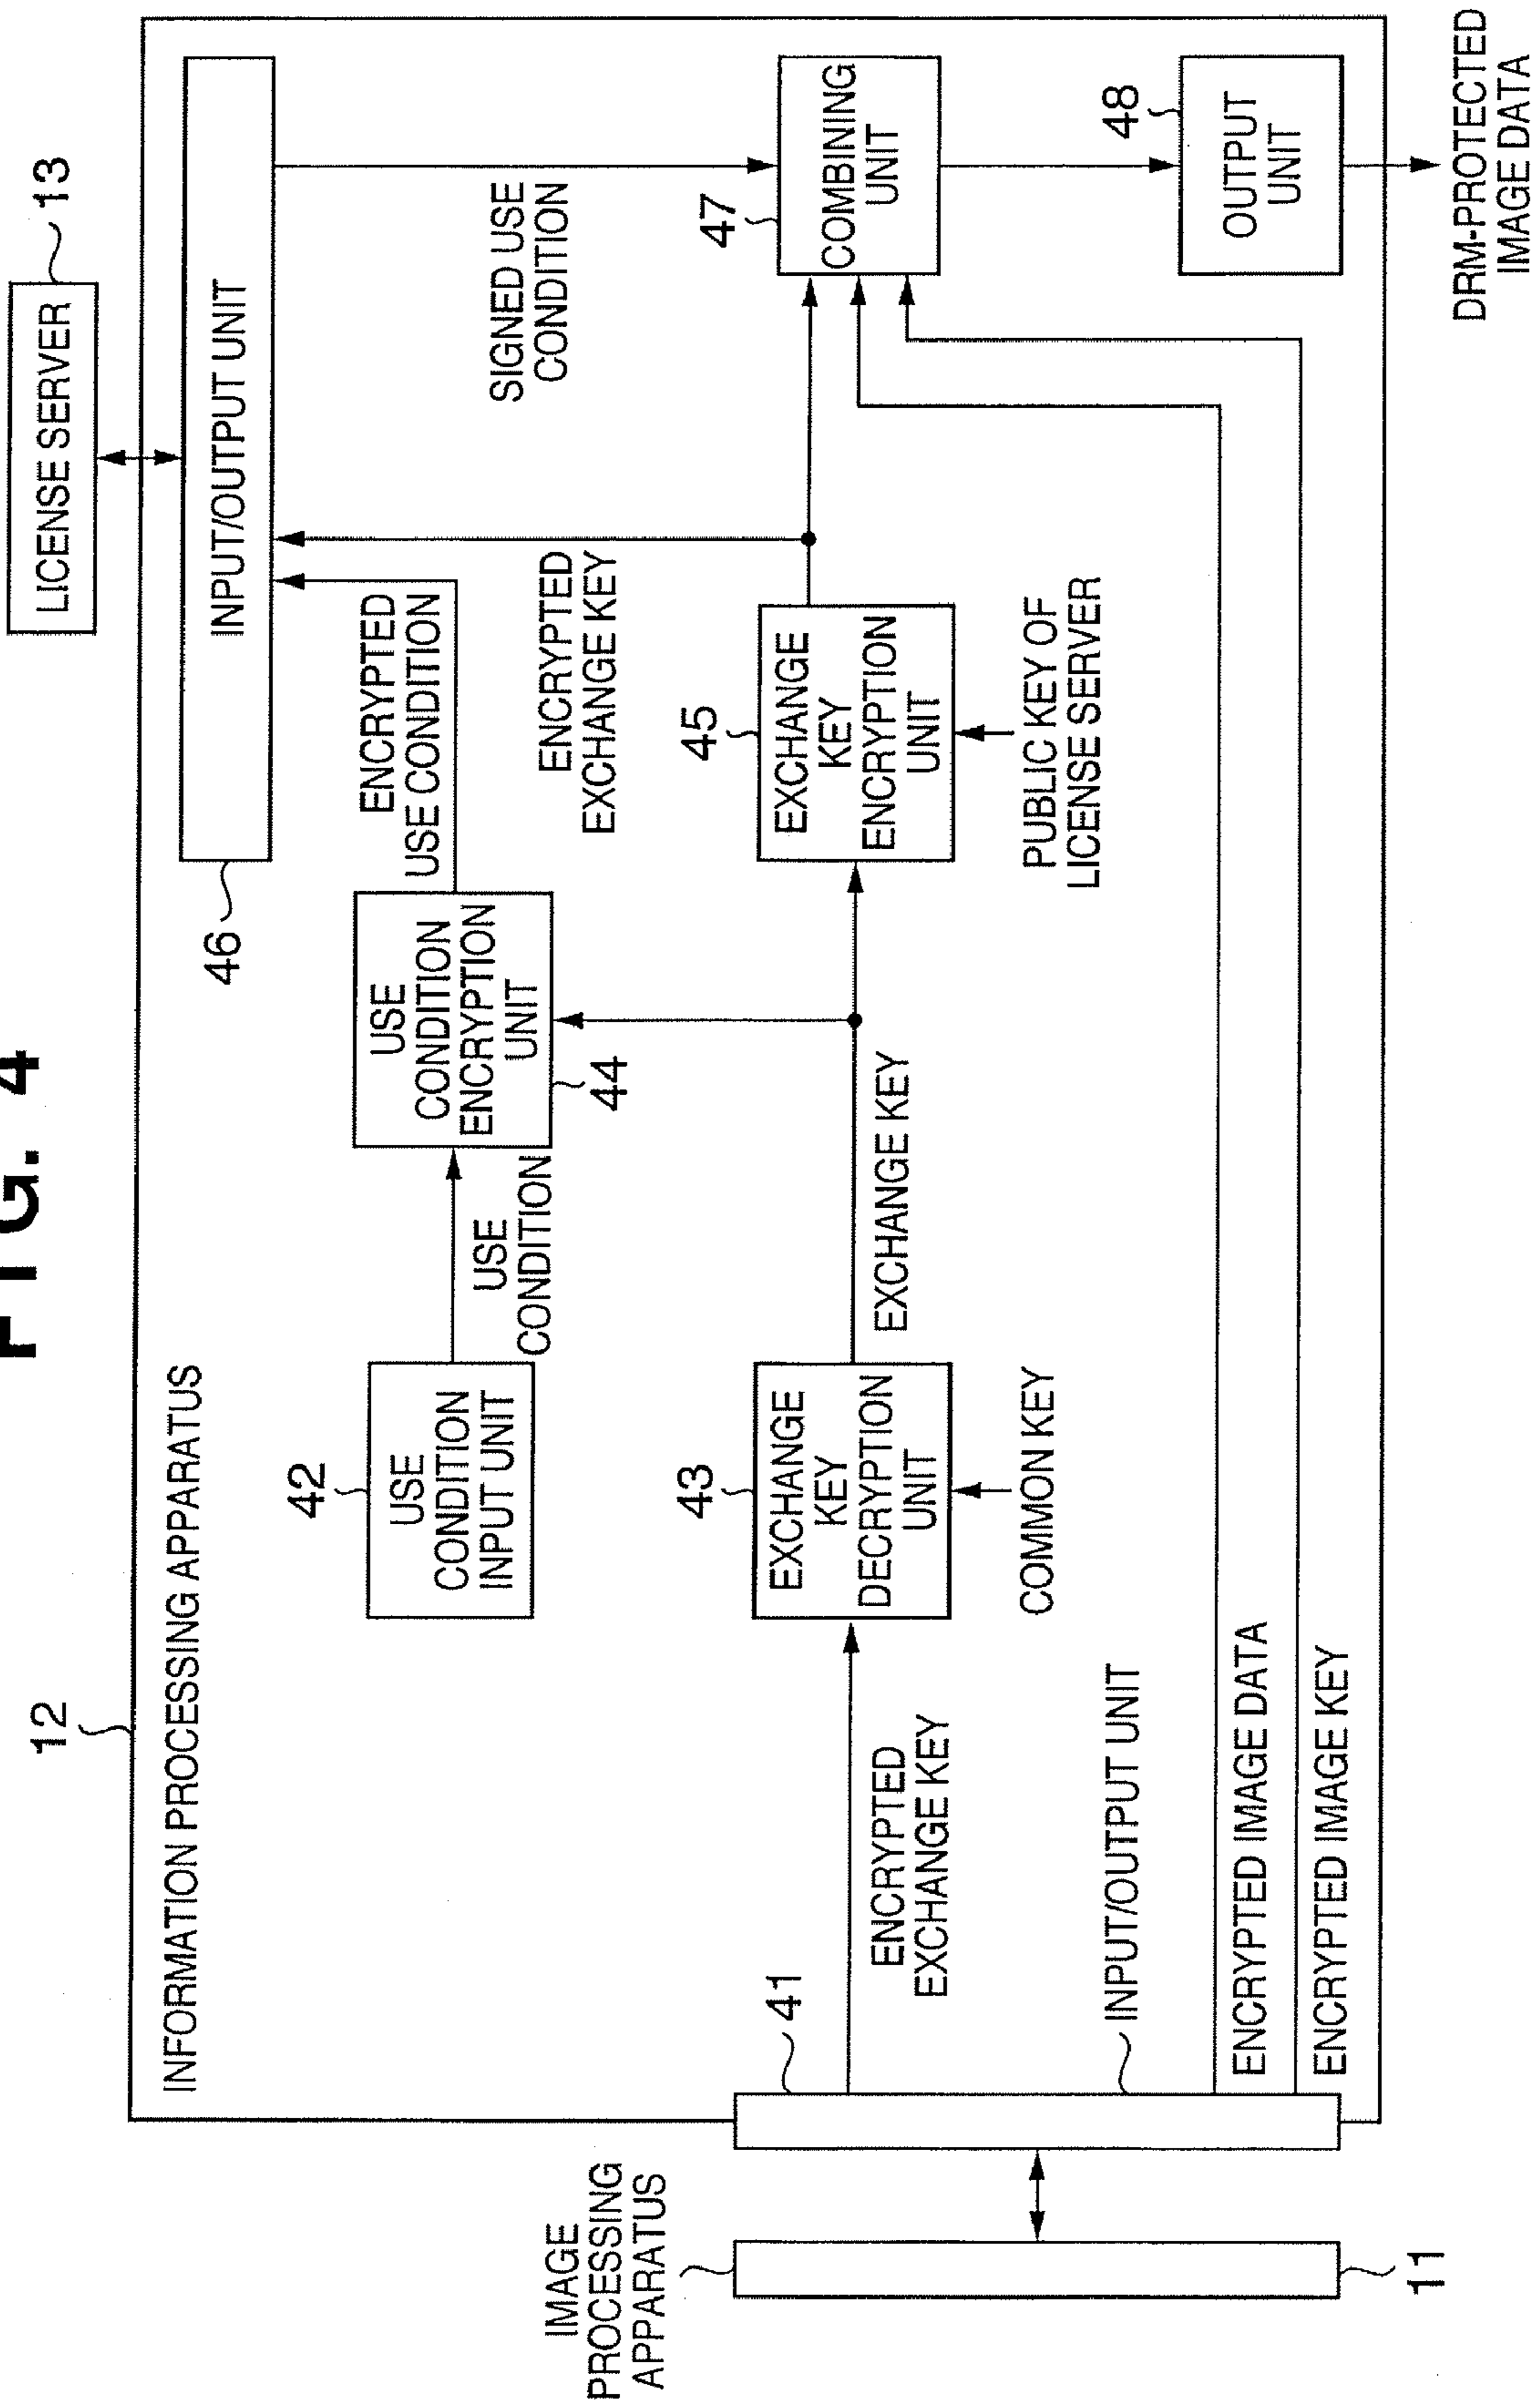 FIG. 4
12
INFORMATION PROCESSING APPARATUS
LICENSE SERVER
13
46
INPUT/OUTPUT UNIT
42
USE
CONDITION
INPUT UNIT
USE
CONDITION
USE
CONDITION
ENCRYPTION
UNIT
44
ENCRYPTED
USE CONDITION
SIGNED USE
CONDITION
ENCRYPTED
EXCHANGE KEY
IMAGE
PROCESSING
APPARATUS
11
41
ENCRYPTED
EXCHANGE KEY
43
EXCHANGE
KEY
DECRYPTION
UNIT
COMMON KEY
EXCHANGE KEY
45
EXCHANGE
KEY
ENCRYPTION
UNIT
PUBLIC KEY OF
LICENSE SERVER
47
COMBINING
UNIT
48
OUTPUT
UNIT
INPUT/OUTPUT UNIT
ENCRYPTED IMAGE DATA
ENCRYPTED IMAGE KEY
DRM-PROTECTED
IMAGE DATA